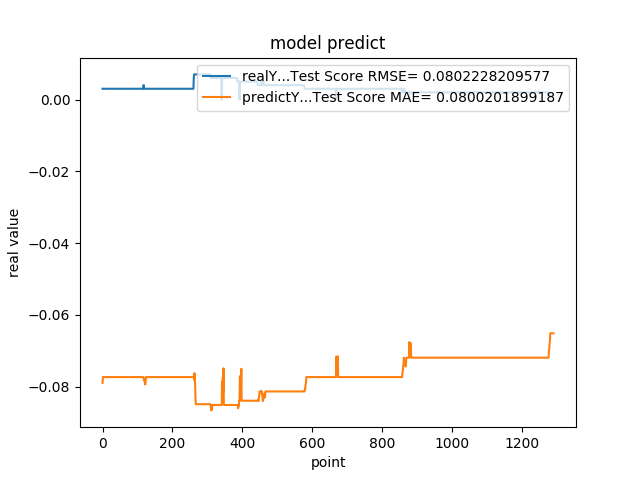 model predict
realY...Test Score RMSE= 0.0802228209577
predictY...Test Score MAE= 0.0800201899187
0.00
−0.02
−0.04
−0.06
−0.08
real value
0 200 400 600 800 1000 1200
point